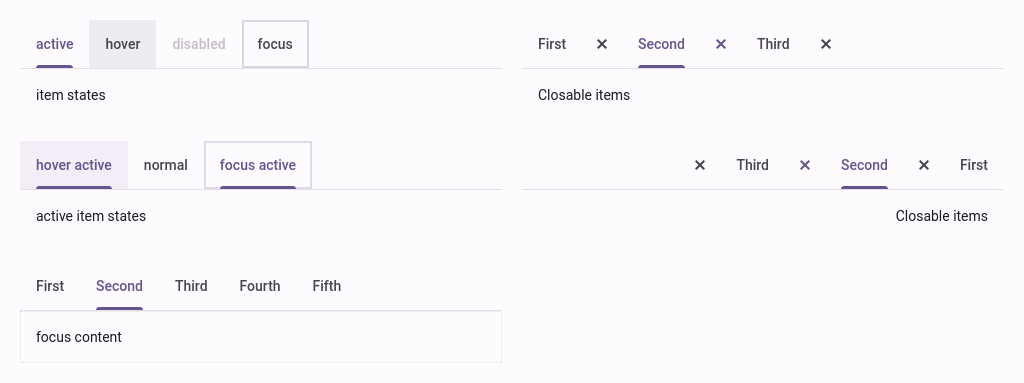 active hover disabled focus
item states
First × Second × Third ×
Closable items
hover active normal focus active
active item states
× Third × Second × First
Closable items
First Second Third Fourth Fifth
focus content